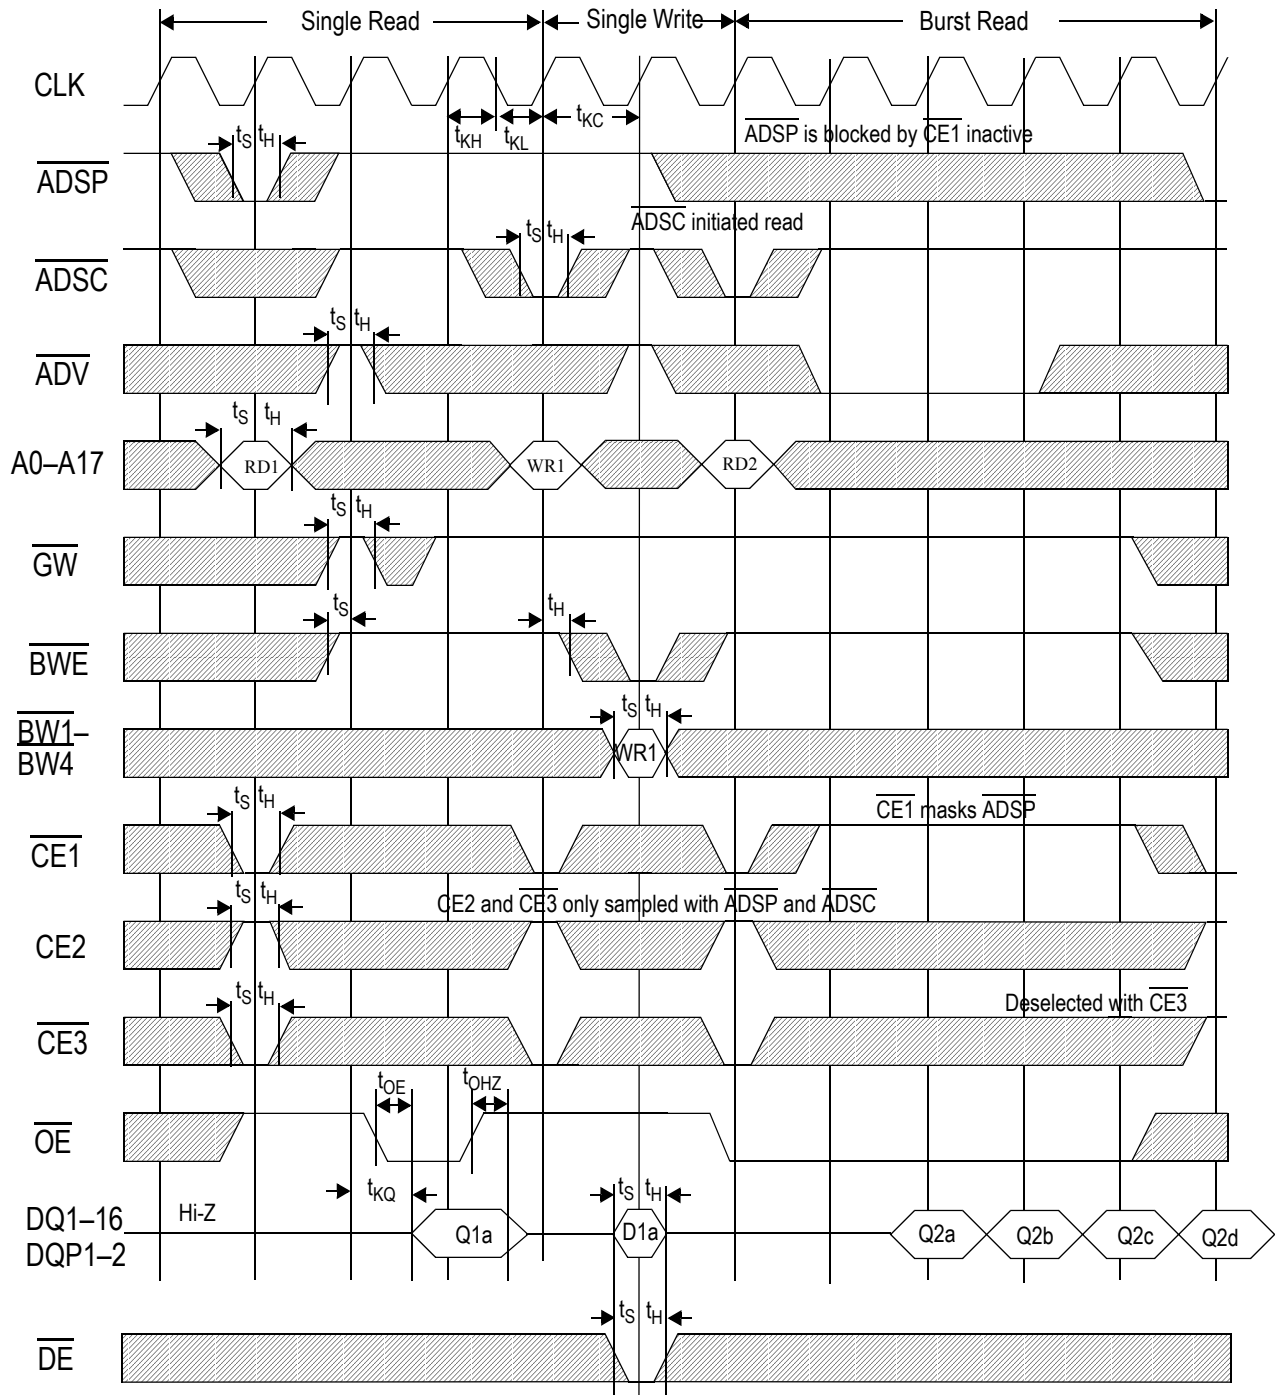 Single Read Single Write Burst Read
CLK
tKH tKL tKC
ADSP is blocked by CE1 inactive
tS tH
ADSP
ADSC initiated read
tS tH
ADSC
tS tH
ADV
tS tH
A0–A17 RD1 WR1 RD2
tS tH
GW
tS tH
BWE
tS tH
BW1–
BW4 WR1
tS tH CE1 masks ADSP
CE1
tS tH CE2 and CE3 only sampled with ADSP and ADSC
CE2
tS tH Deselected with CE3
CE3
tOE tOHZ
OE
tKQ tS tH
Hi-Z
DQ1–16
DQP1–2
Q1a D1a Q2a Q2b Q2c Q2d
tS tH
DE